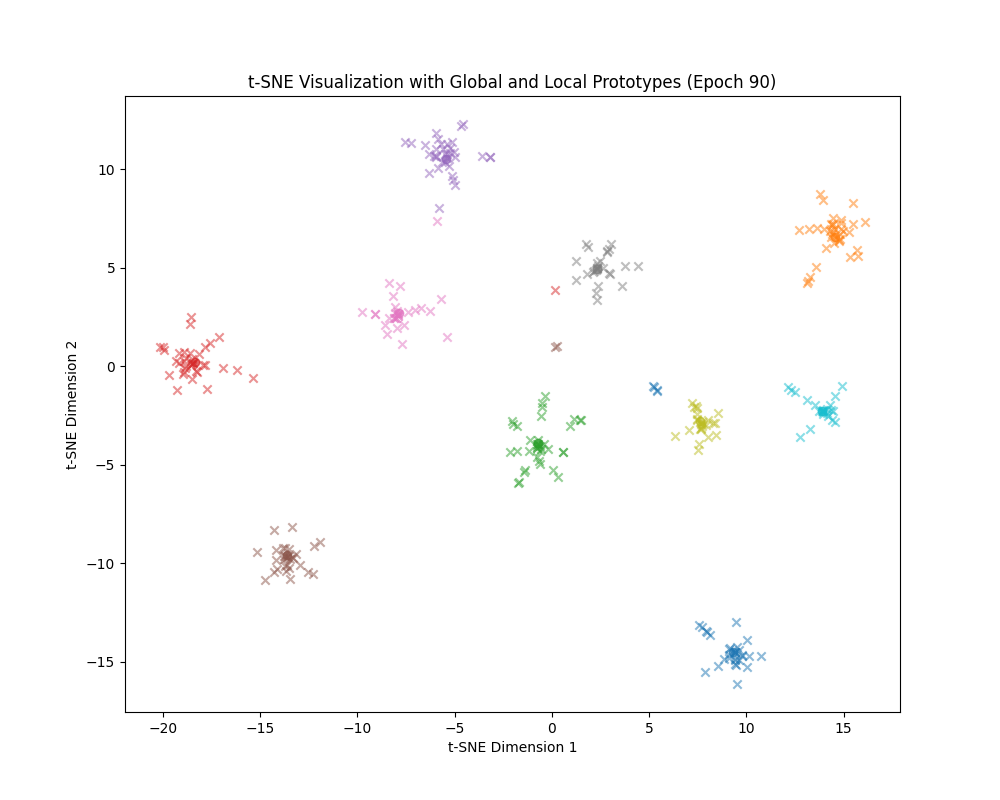 t-SNE Visualization with Global and Local Prototypes (Epoch 90)
10
5
0
−5
−10
−15
t-SNE Dimension 2
−20 −15 −10 −5 0 5 10 15
t-SNE Dimension 1